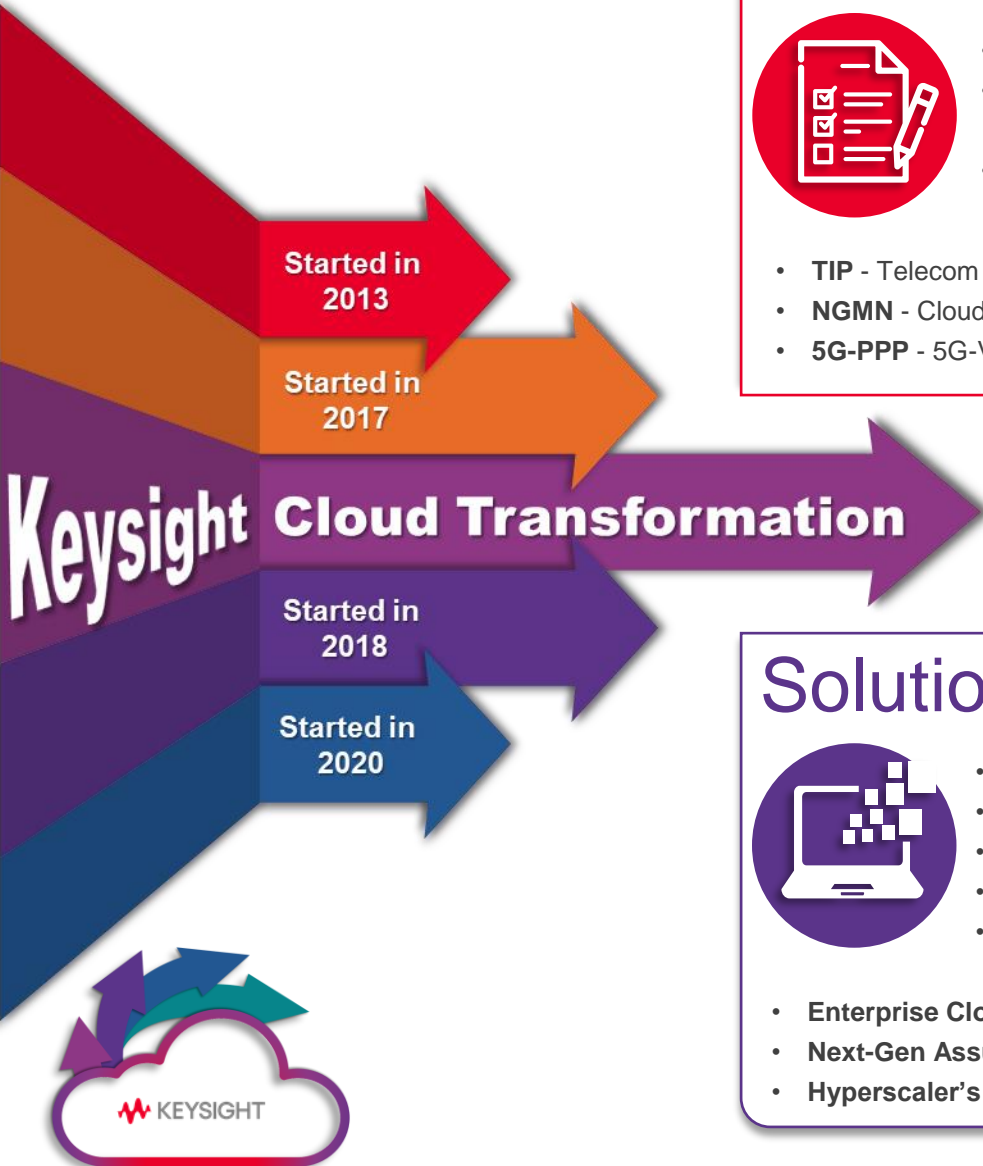 Started in
2013
Started in
2017
Keysight Cloud Transformation
Started in
2018
Started in
2020
KEYSIGHT
• TIP - Telecom
• NGMN - Cloud
• 5G-PPP - 5G-V
Solutio
• Enterprise Clo
• Next-Gen Assu
• Hyperscaler’s